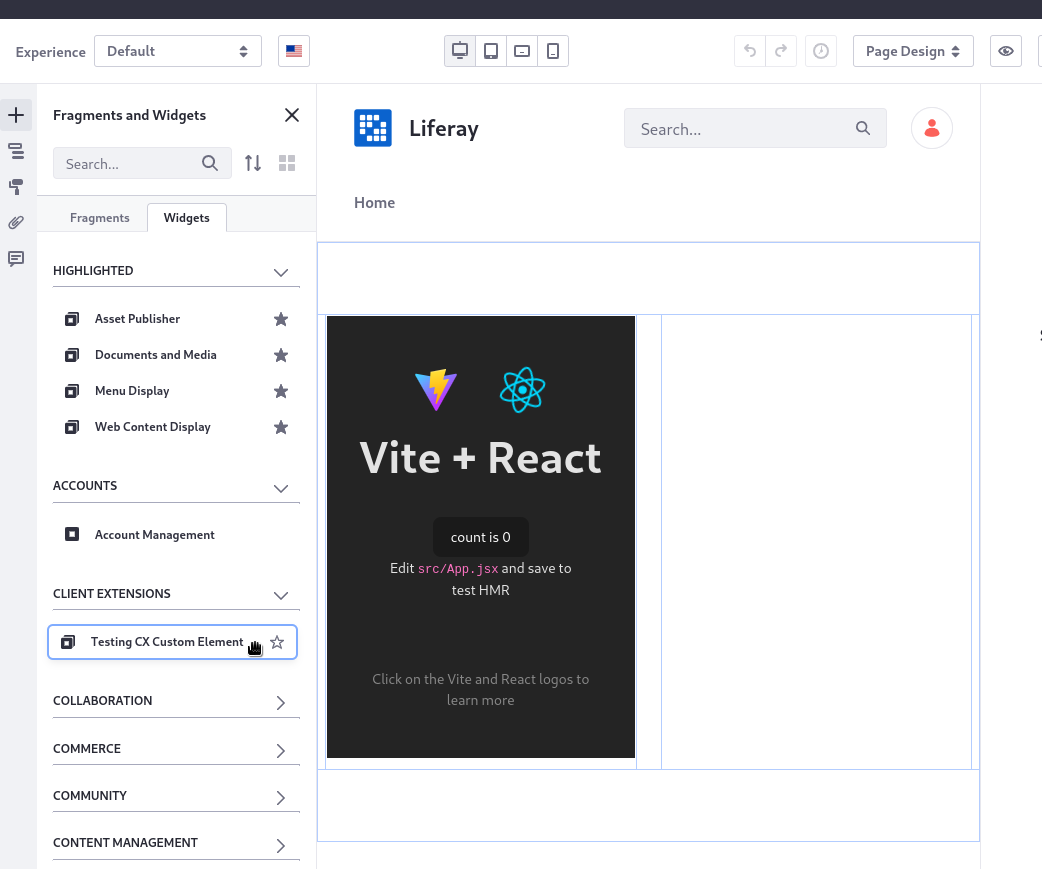 Experience
Default
Page Design
Fragments and Widgets
Search...
Fragments
Widgets
HIGHLIGHTED
Asset Publisher
Documents and Media
Menu Display
Web Content Display
ACCOUNTS
Account Management
CLIENT EXTENSIONS
Testing CX Custom Element
COLLABORATION
COMMERCE
COMMUNITY
CONTENT MANAGEMENT
Liferay
Search...
Home
Vite + React
count is 0
Edit src/App.jsx and save to
test HMR
Click on the Vite and React logos to
learn more